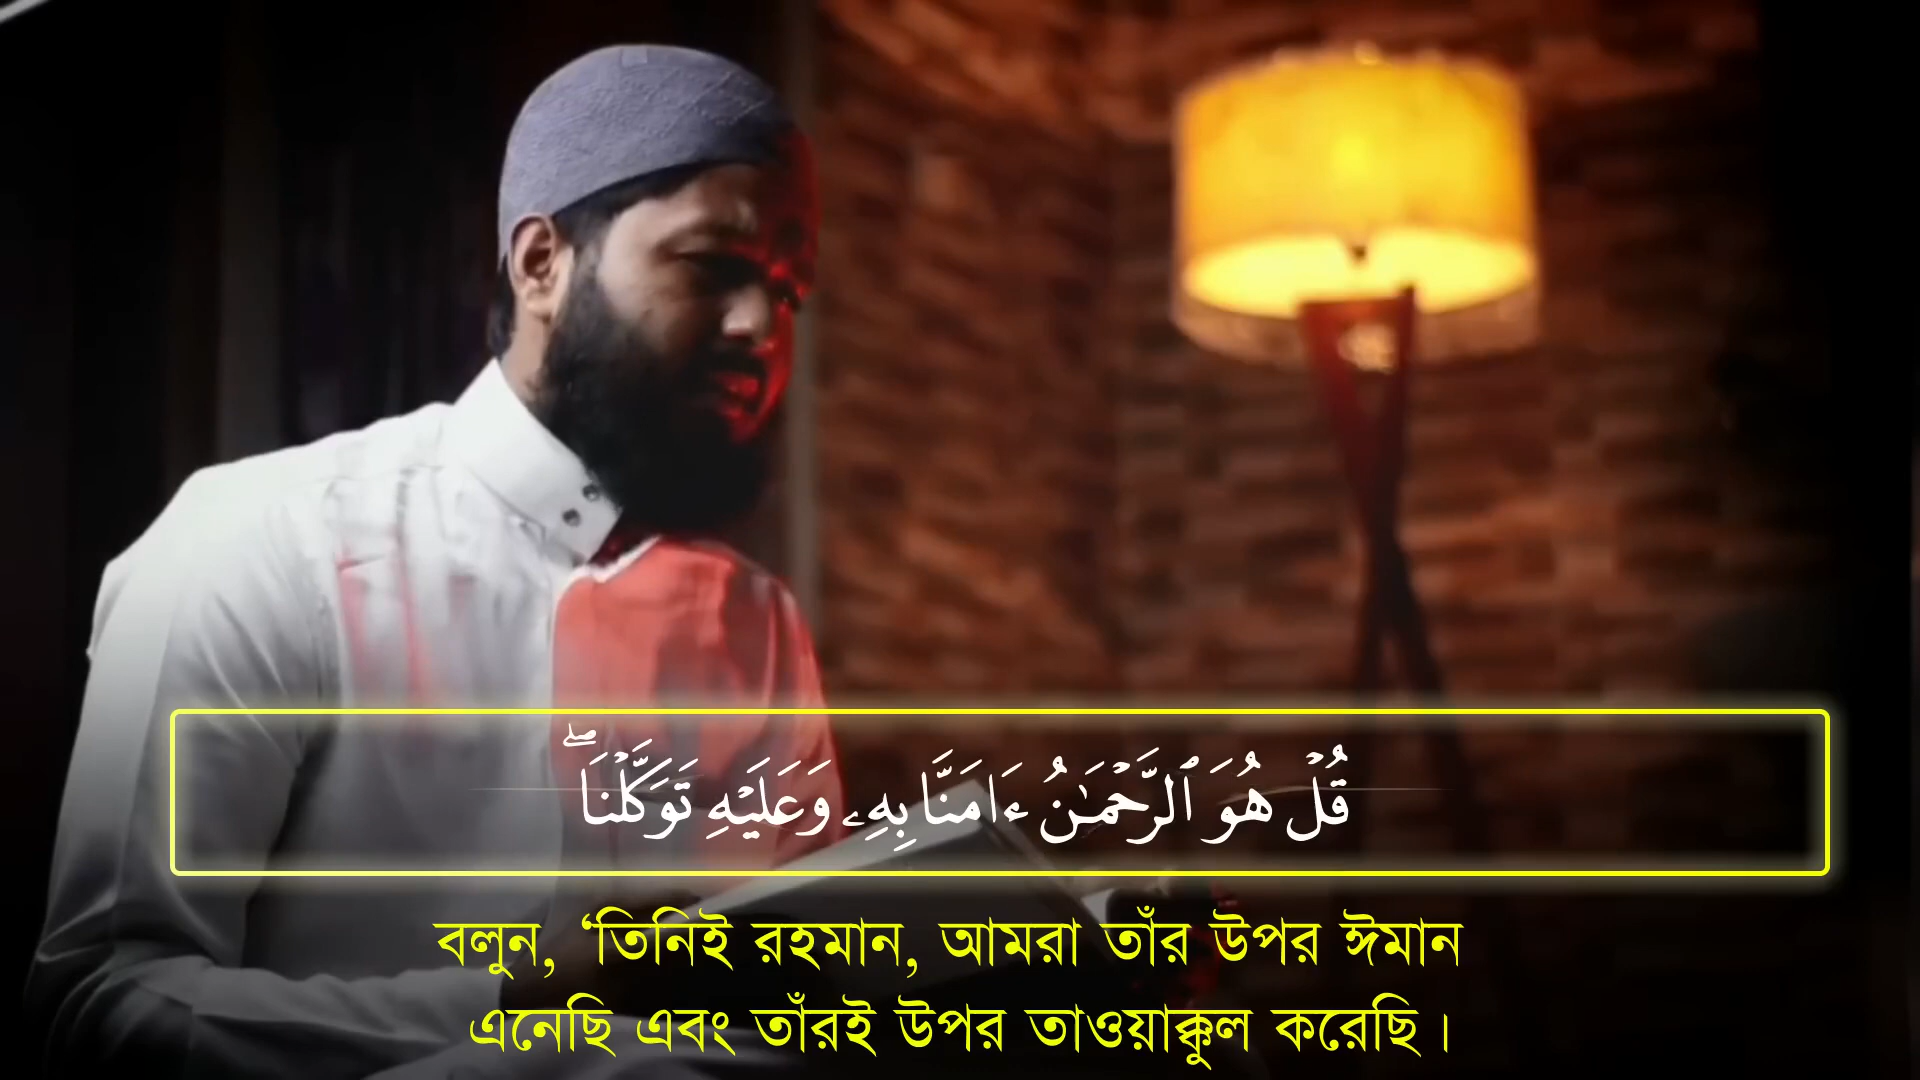 قُلْ هُوَ ٱلرَّحْمَـٰنُ ءَامَنَّا بِهِۦ وَعَلَيْهِ تَوَكَّلْنَا ۖ
বলুন, ‘তিনিই রহমান, আমরা তাঁর উপর ঈমান
এনেছি এবং তাঁরই উপর তাওয়াক্কুল করেছি।